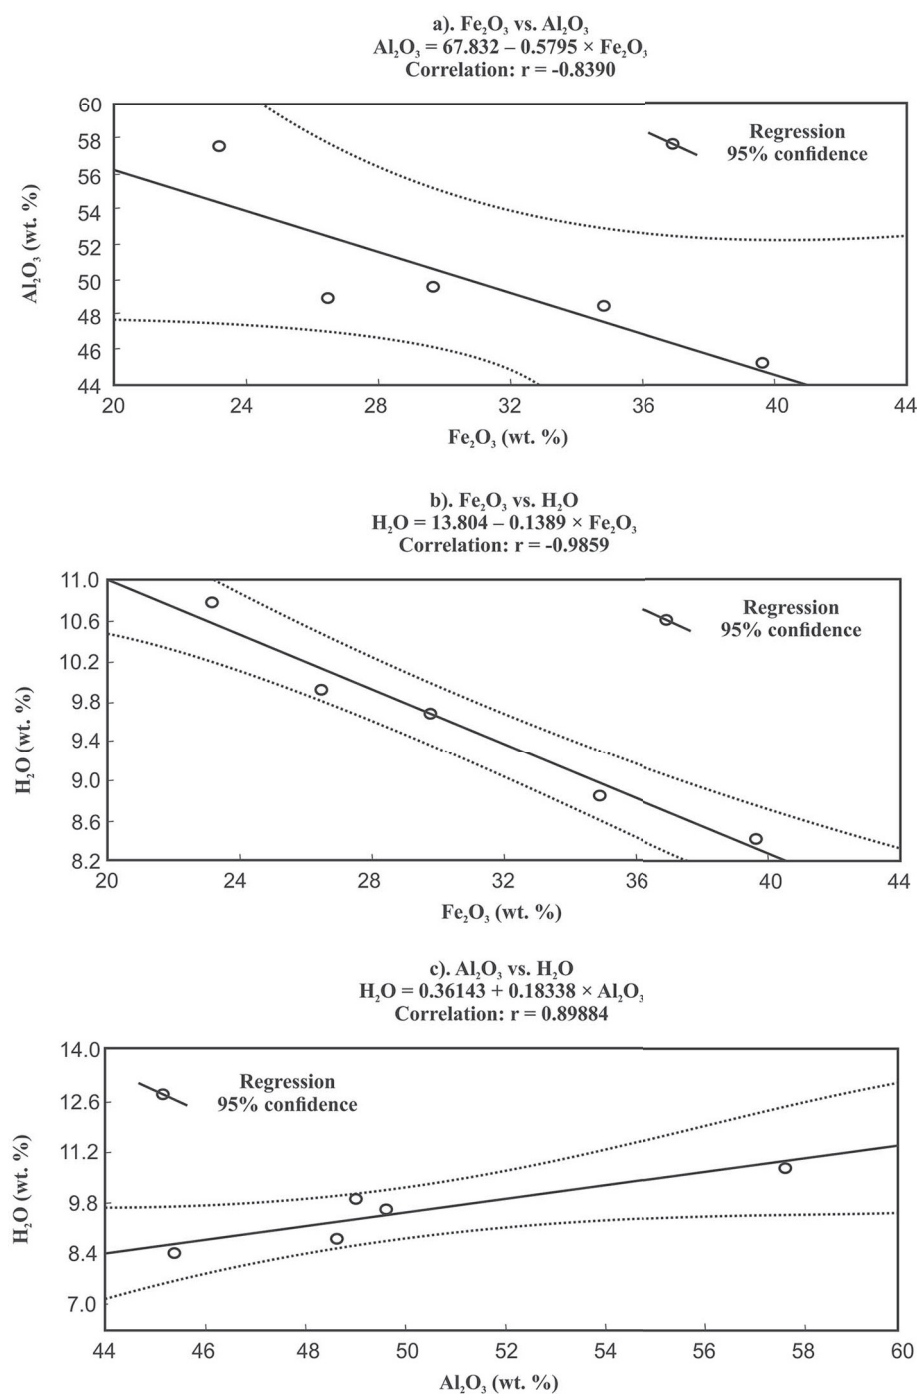 a). Fe₂O₃ vs. Al₂O₃
Al₂O₃ = 67.832 – 0.5795 × Fe₂O₃
Correlation: r = -0.8390
60
58
56
54
52
50
48
46
44
Al₂O₃ (wt. %)
Regression
95% confidence
20 24 28 32 36 40 44
Fe₂O₃ (wt. %)
b). Fe₂O₃ vs. H₂O
H₂O = 13.804 – 0.1389 × Fe₂O₃
Correlation: r = -0.9859
11.0
10.6
10.2
9.8
9.4
9.0
8.6
8.2
H₂O (wt. %)
Regression
95% confidence
20 24 28 32 36 40 44
Fe₂O₃ (wt. %)
c). Al₂O₃ vs. H₂O
H₂O = 0.36143 + 0.18338 × Al₂O₃
Correlation: r = 0.89884
14.0
12.6
11.2
9.8
8.4
7.0
H₂O (wt. %)
Regression
95% confidence
44 46 48 50 52 54 56 58 60
Al₂O₃ (wt. %)